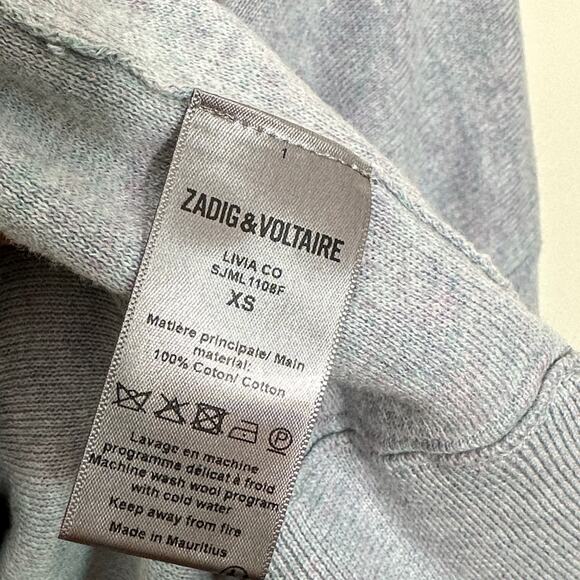 1
ZADIG&VOLTAIRE
LIVIA CO
SJML1108F
XS
Matière principale/ Main
material:
100% Coton/ Cotton
Lavage en machine
programme délicat à froid
Machine wash wool program
with cold water
Keep away from fire
Made in Mauritius